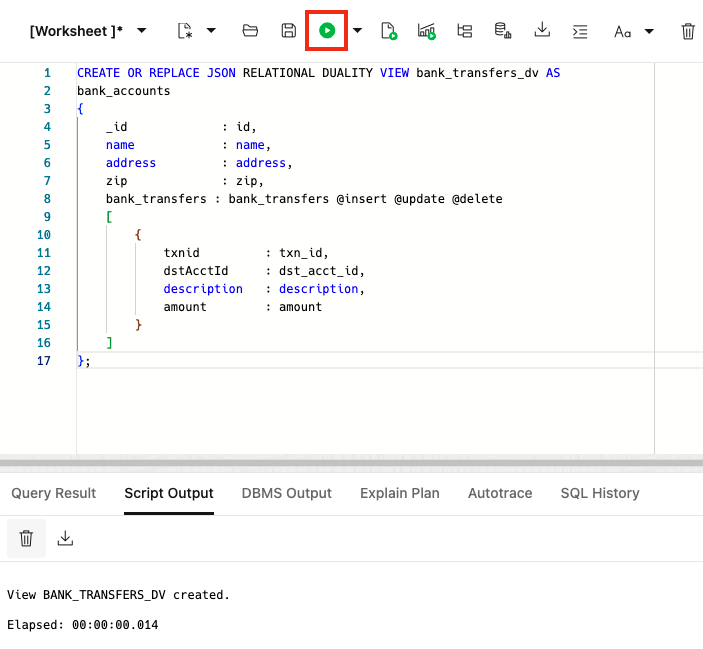 [Worksheet ]*
Aa
1 CREATE OR REPLACE JSON RELATIONAL DUALITY VIEW bank_transfers_dv AS
2 bank_accounts
3 {
4 _id : id,
5 name : name,
6 address : address,
7 zip : zip,
8 bank_transfers : bank_transfers @insert @update @delete
9 [
10 {
11 txnid : txn_id,
12 dstAcctId : dst_acct_id,
13 description : description,
14 amount : amount
15 }
16 ]
17 };
Query Result Script Output DBMS Output Explain Plan Autotrace SQL History
View BANK_TRANSFERS_DV created.
Elapsed: 00:00:00.014